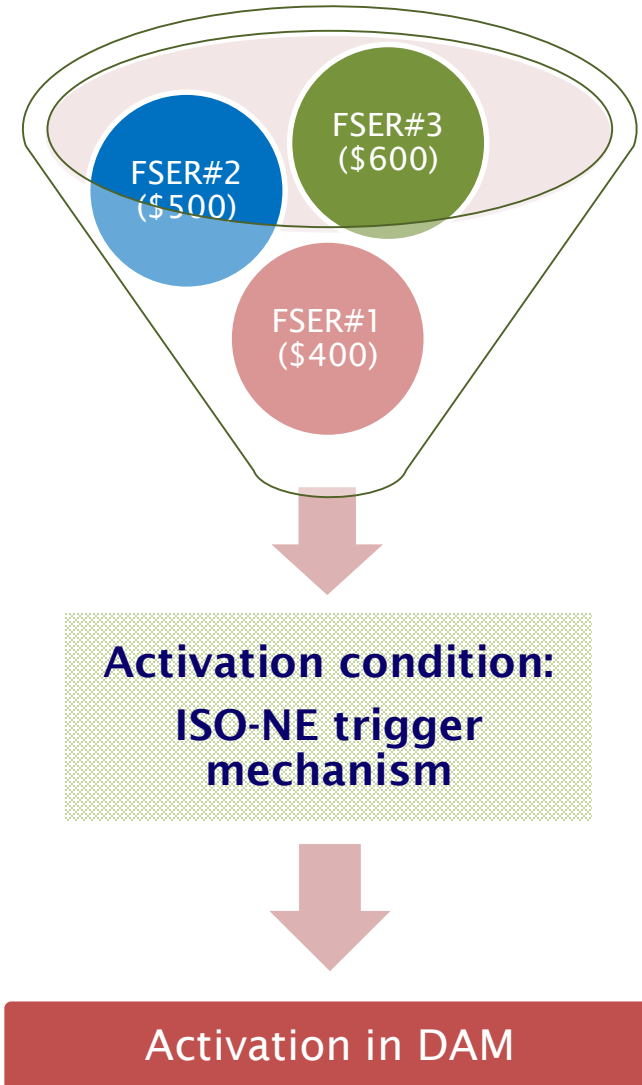 FSER#3
($600)
FSER#2
($500)
FSER#1
($400)
Activation condition:
ISO-NE trigger
mechanism
Activation in DAM